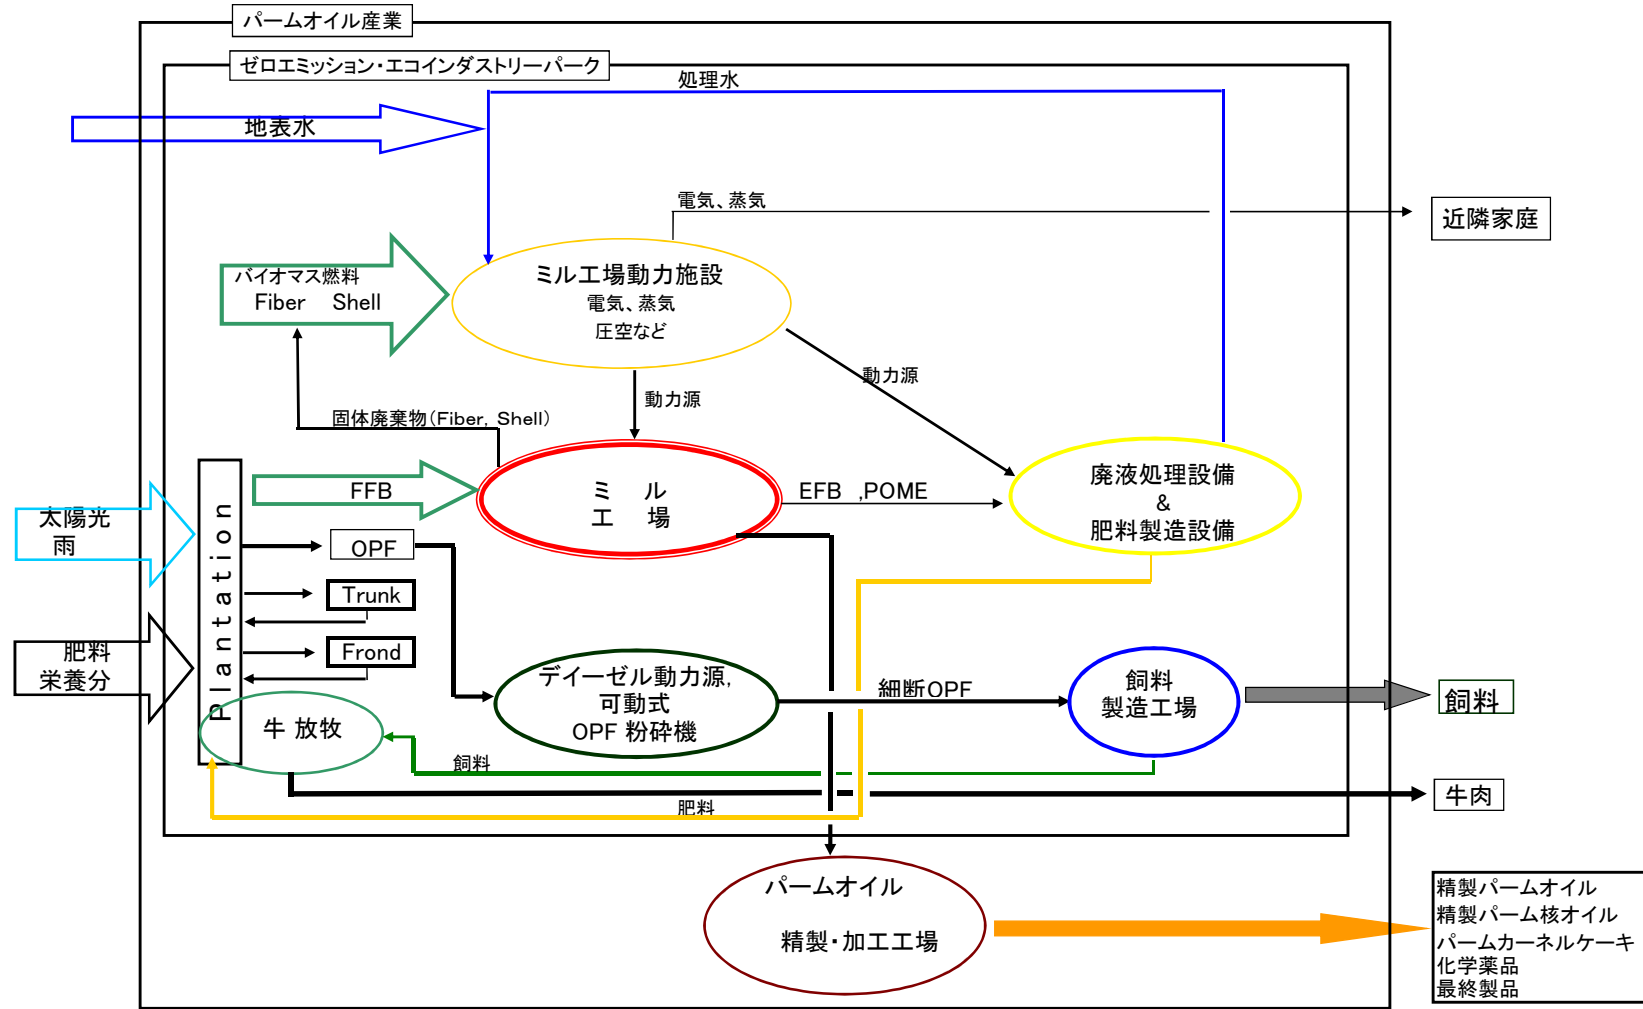 パームオイル産業
ゼロエミッション・エコインダストリーパーク
処理水
地表水
電気、蒸気
近隣家庭
バイオマス燃料
Fiber Shell
ミル工場動力施設
電気、蒸気
圧空など
動力源
動力源
固体廃棄物(Fiber, Shell)
FFB
ミ ル
工 場
EFB ,POME
廃液処理設備
&
肥料製造設備
太陽光
雨
Plantation
OPF
Trunk
Frond
肥料
栄養分
牛 放牧
デイーゼル動力源,
可動式
OPF 粉砕機
細断OPF
飼料
製造工場
飼料
飼料
牛肉
肥料
パームオイル
精製・加工工場
精製パームオイル
精製パーム核オイル
パームカーネルケーキ
化学薬品
最終製品